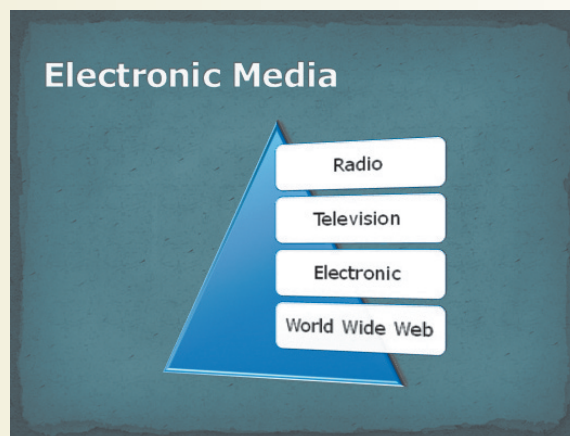 Electronic Media
Radio
Television
Electronic
World Wide Web